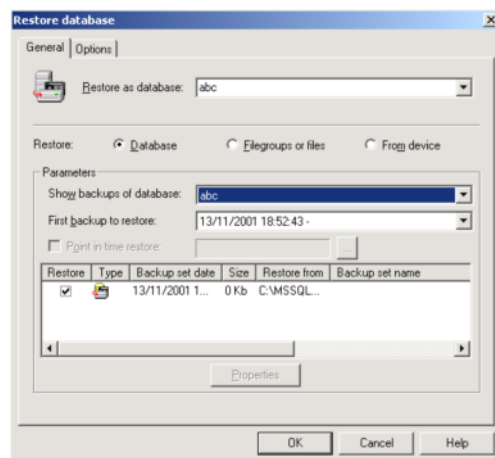 Restore database
General Options
Restore as database: abc
Restore: Database Filegroups or files From device
Parameters
Show backups of database: abc
First backup to restore: 13/11/2001 18:52:43 -
Point in time restore: ...
Restore Type Backup set date Size Restore from Backup set name
13/11/2001 1... 0 Kb C:\MSSQL...
Properties
OK Cancel Help